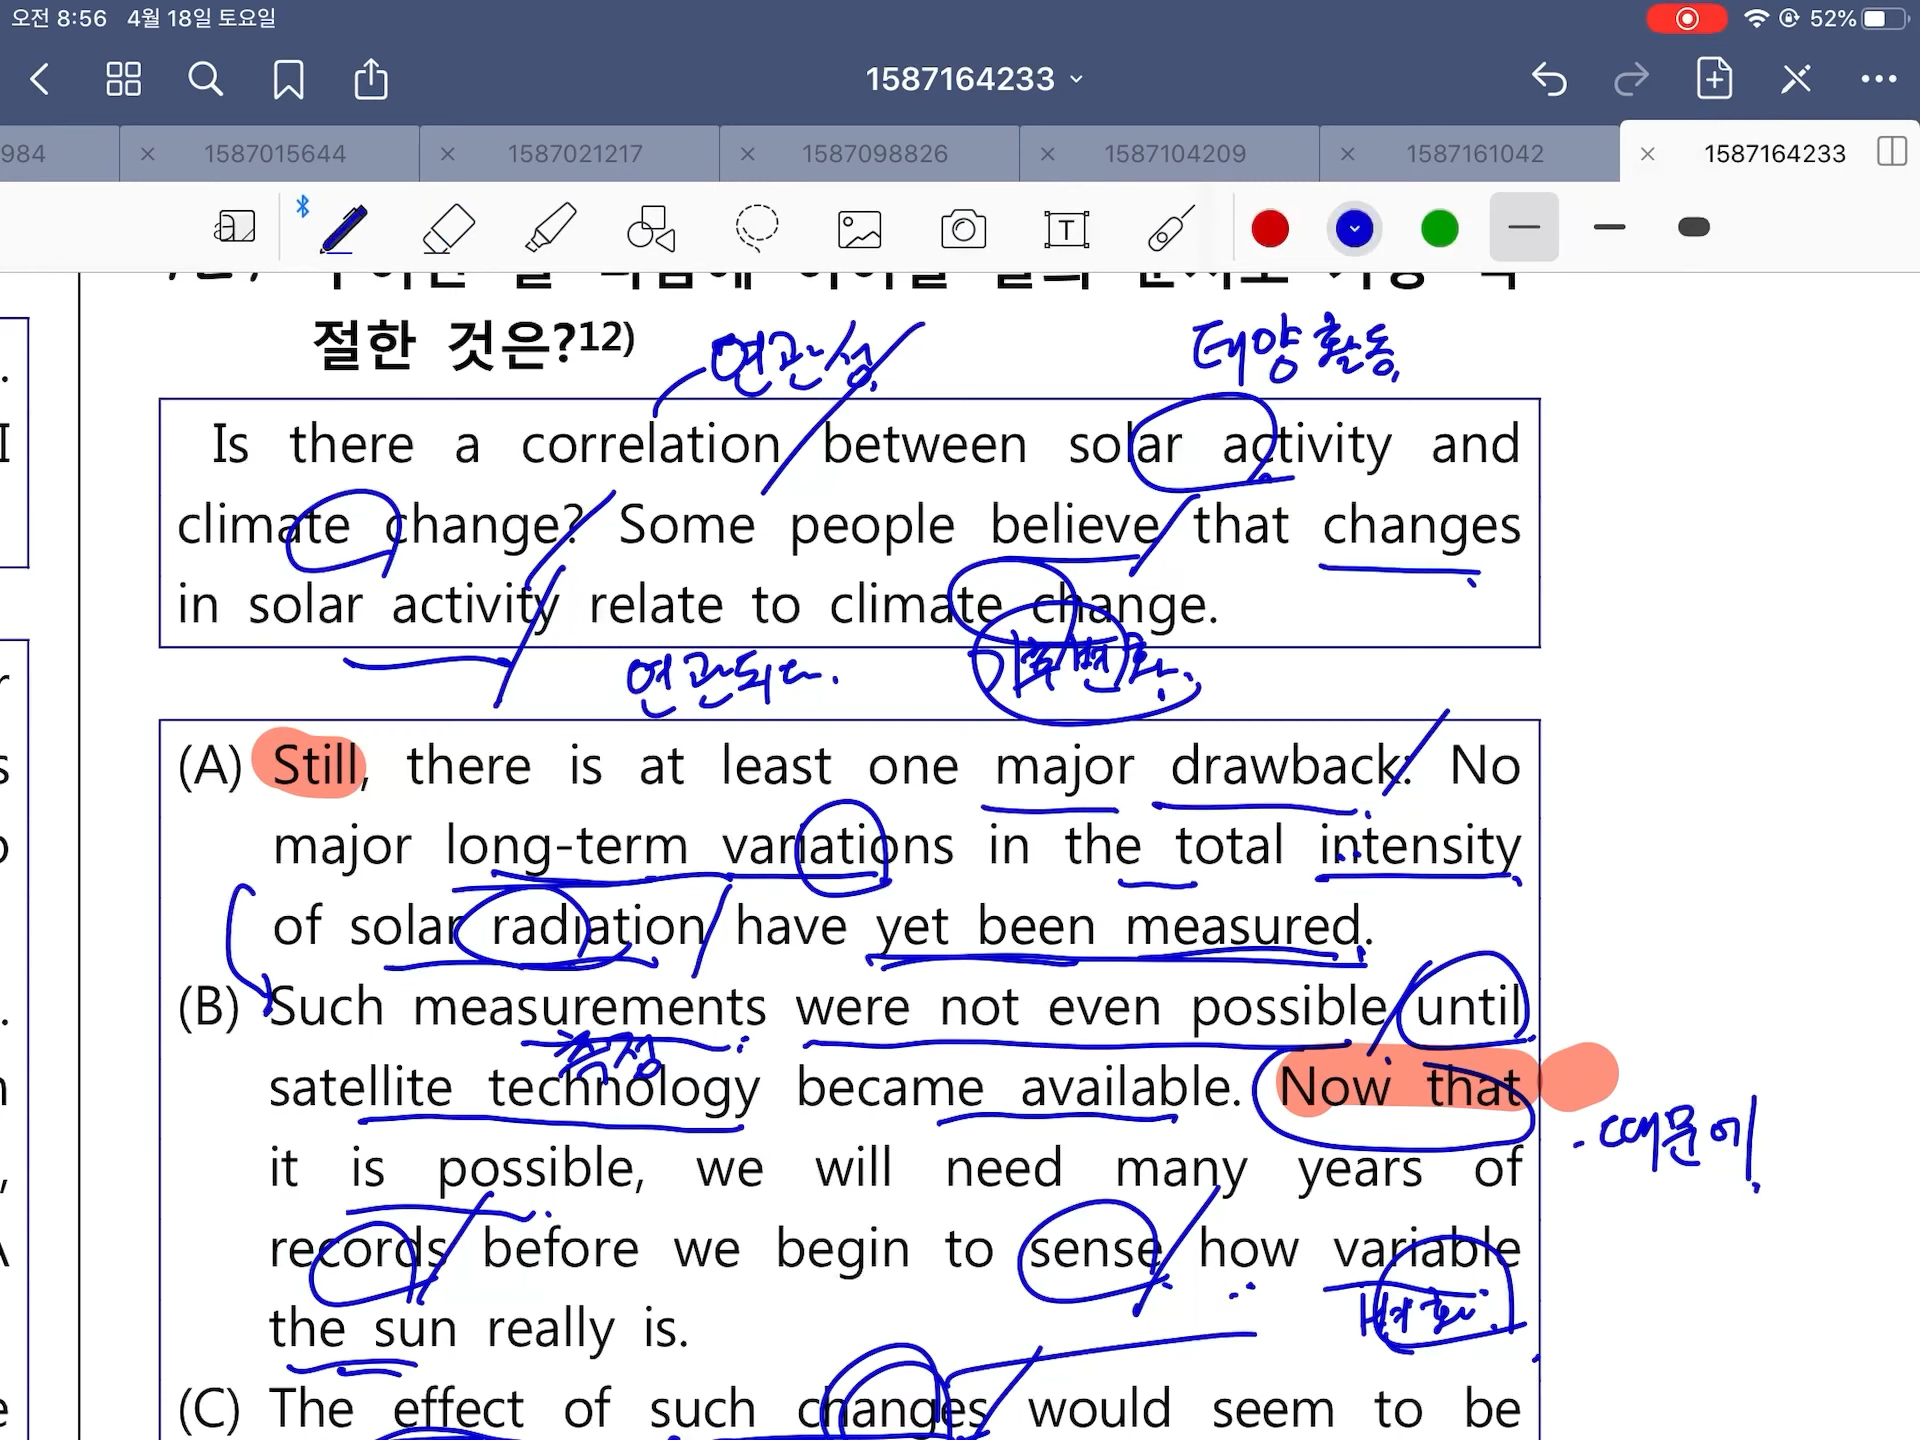 오전 8:56 4월 18일 토요일 52%
1587164233
984 1587015644 1587021217 1587098826 1587104209 1587161042 1587164233
절한 것은?12)
연관성 태양활동
Is there a correlation between solar activity and
climate change? Some people believe that changes
in solar activity relate to climate change.
연관되다. 기후변화
(A) Still, there is at least one major drawback: No
major long-term variations in the total intensity
of solar radiation have yet been measured.
(B) Such measurements were not even possible until
측정
satellite technology became available. Now that
때문에
it is possible, we will need many years of
records before we begin to sense how variable
the sun really is.
(C) The effect of such changes would seem to be